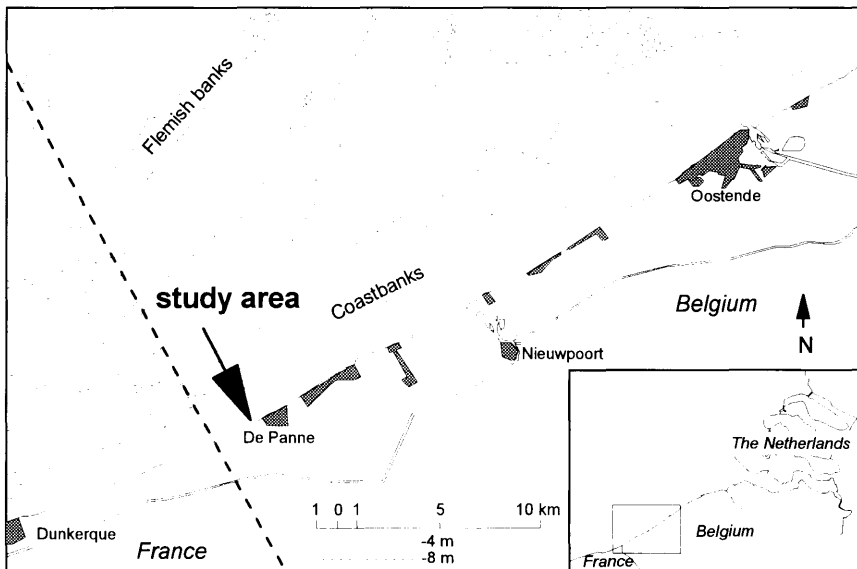 Flemish banks
Oostende
study area
Coastbanks
Belgium
N
Nieuwpoort
De Panne
The Netherlands
1 0 1 5 10 km
-4 m
-8 m
Dunkerque
France
Belgium
France